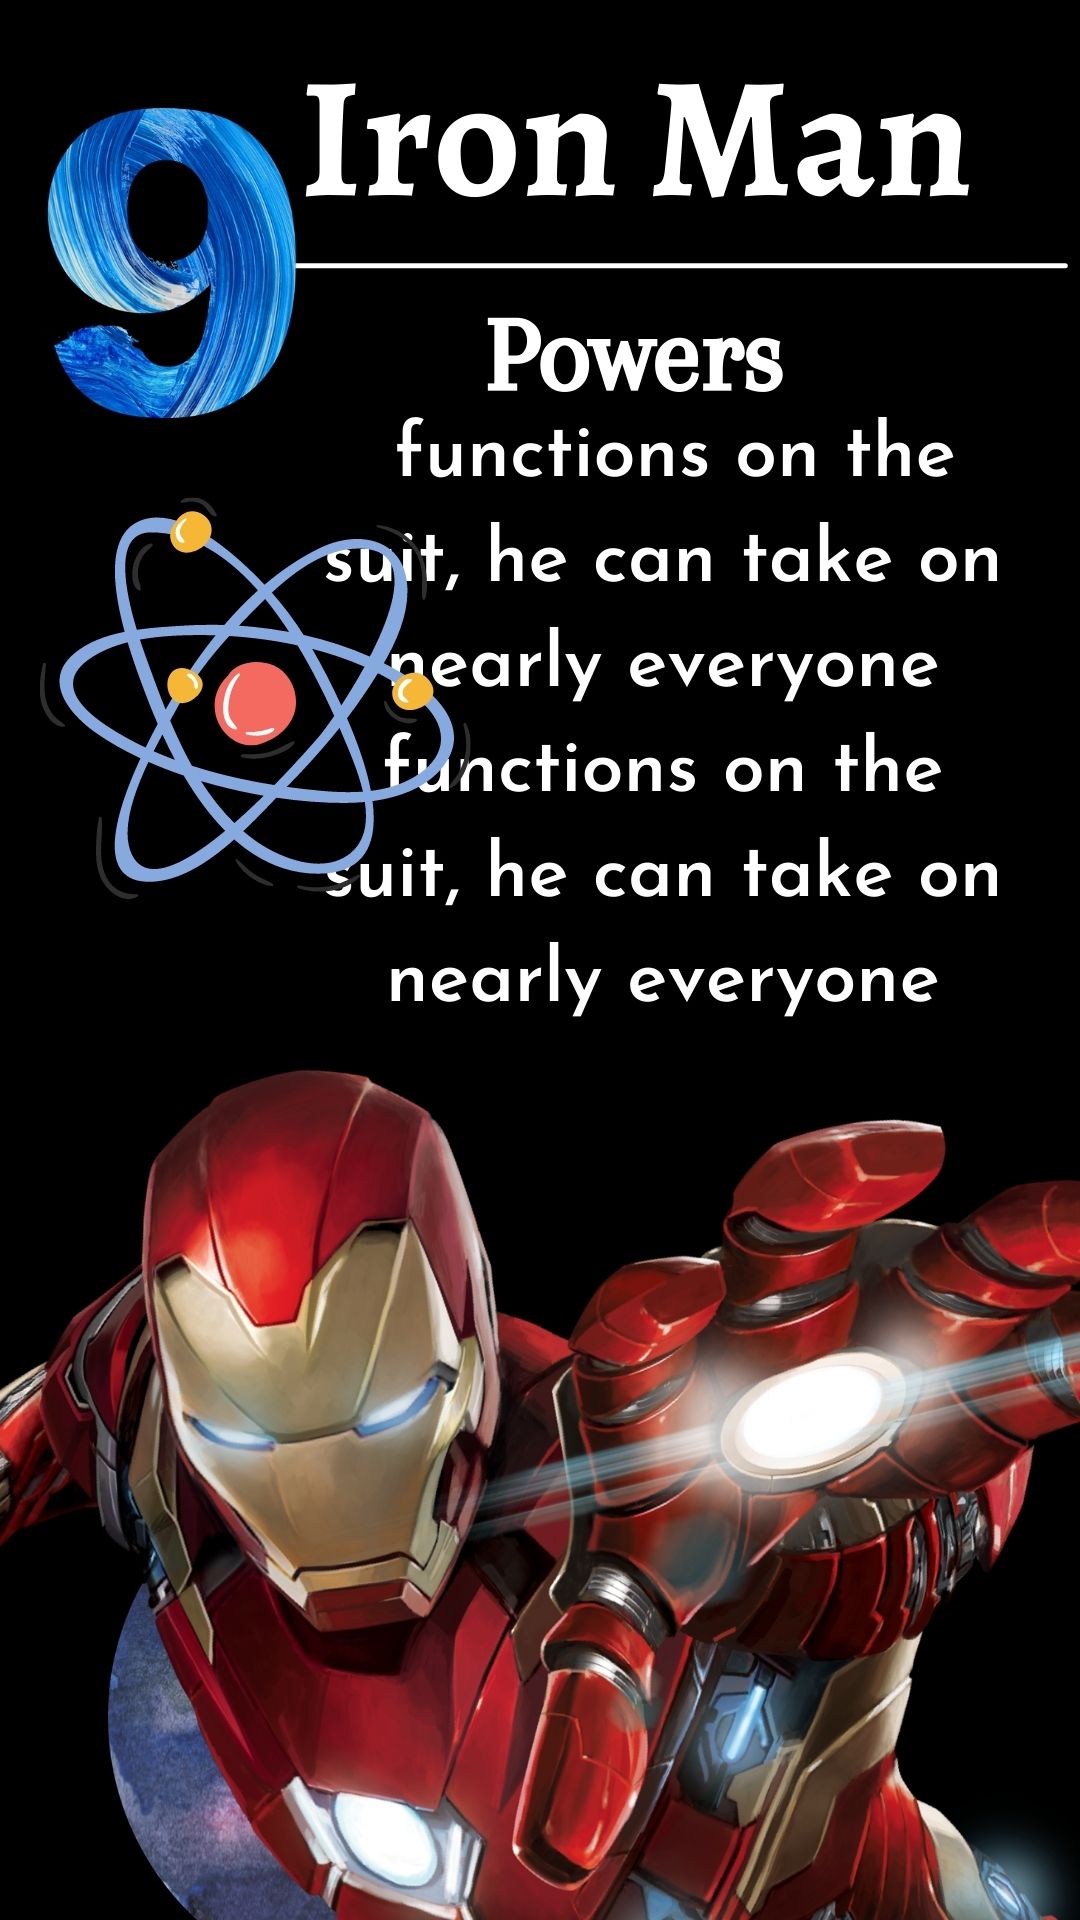 9
Iron Man
Powers
functions on the
suit, he can take on
nearly everyone
functions on the
suit, he can take on
nearly everyone